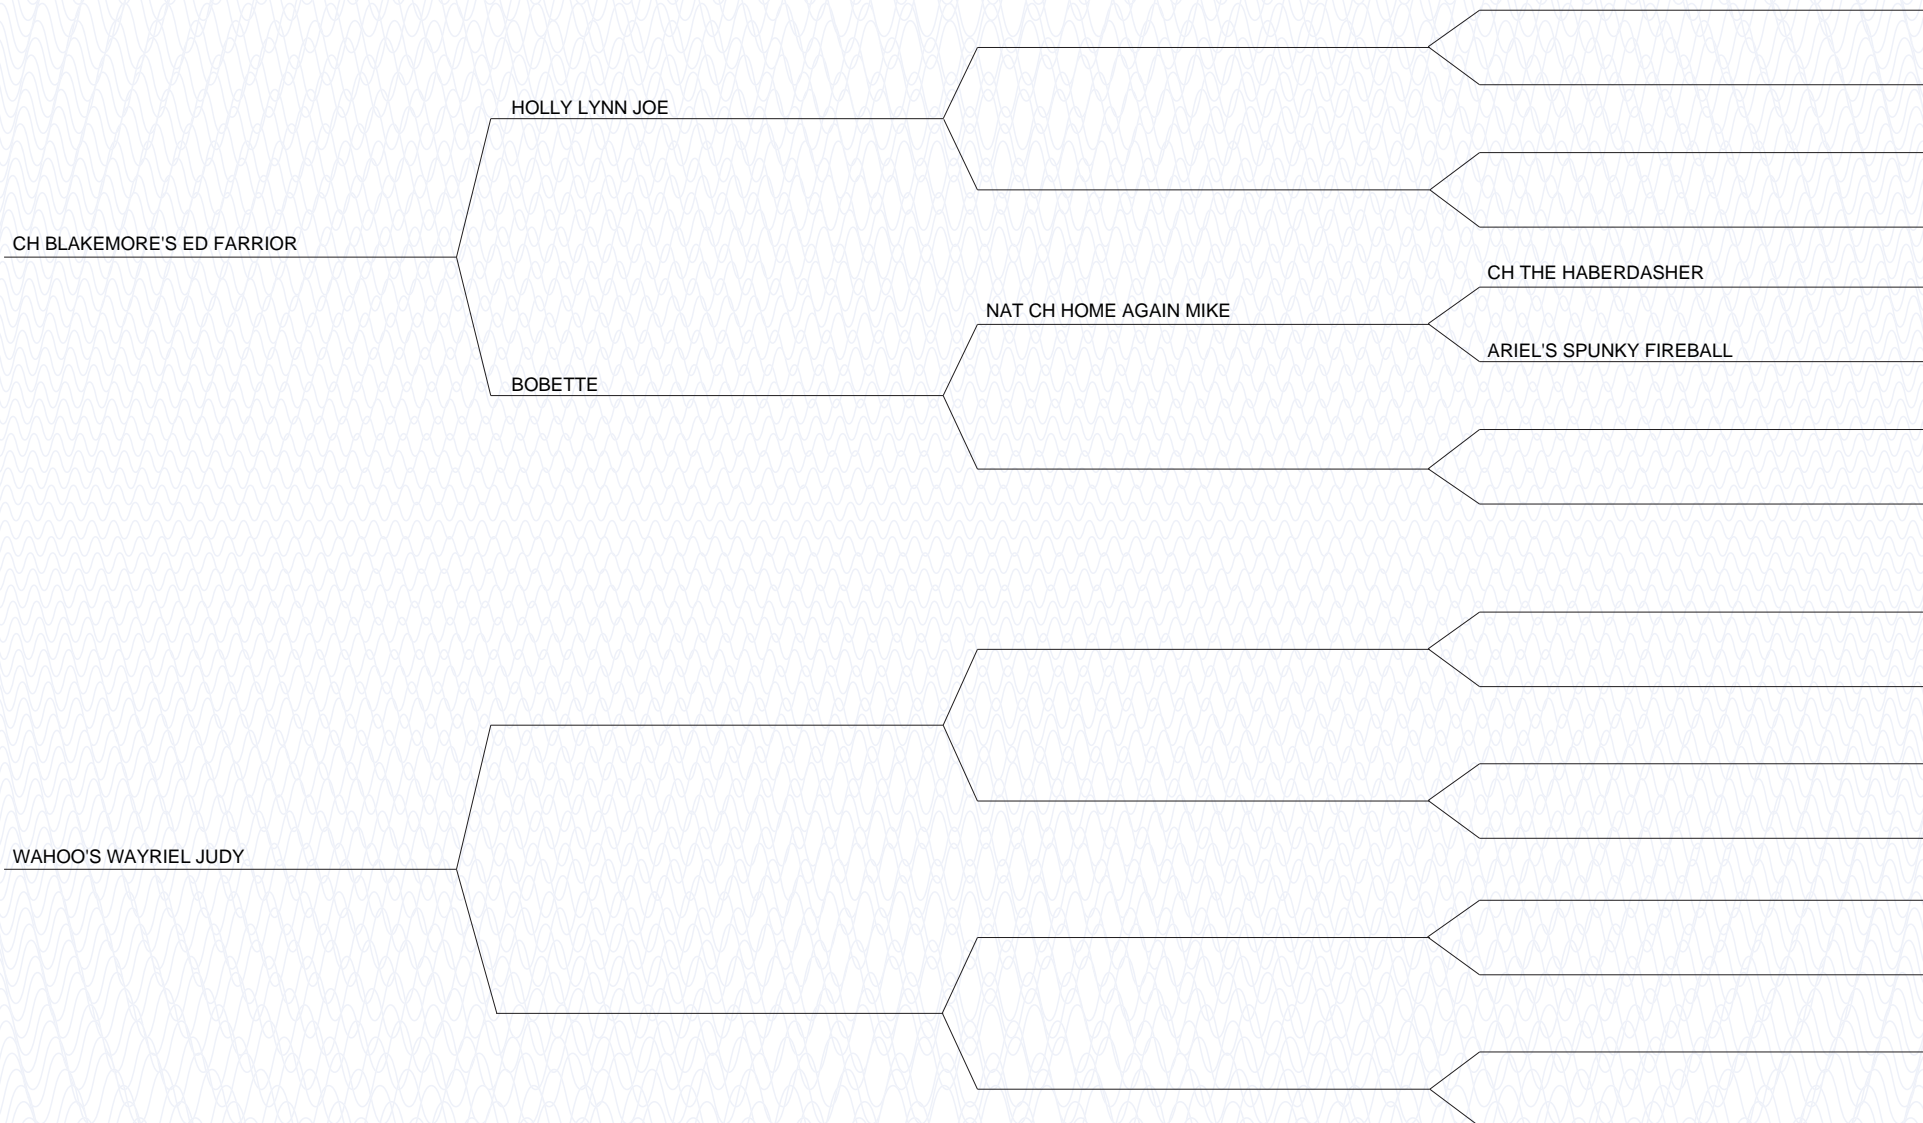 HOLLY LYNN JOE
CH BLAKEMORE'S ED FARRIOR
CH THE HABERDASHER
NAT CH HOME AGAIN MIKE
ARIEL'S SPUNKY FIREBALL
BOBETTE
WAHOO'S WAYRIEL JUDY